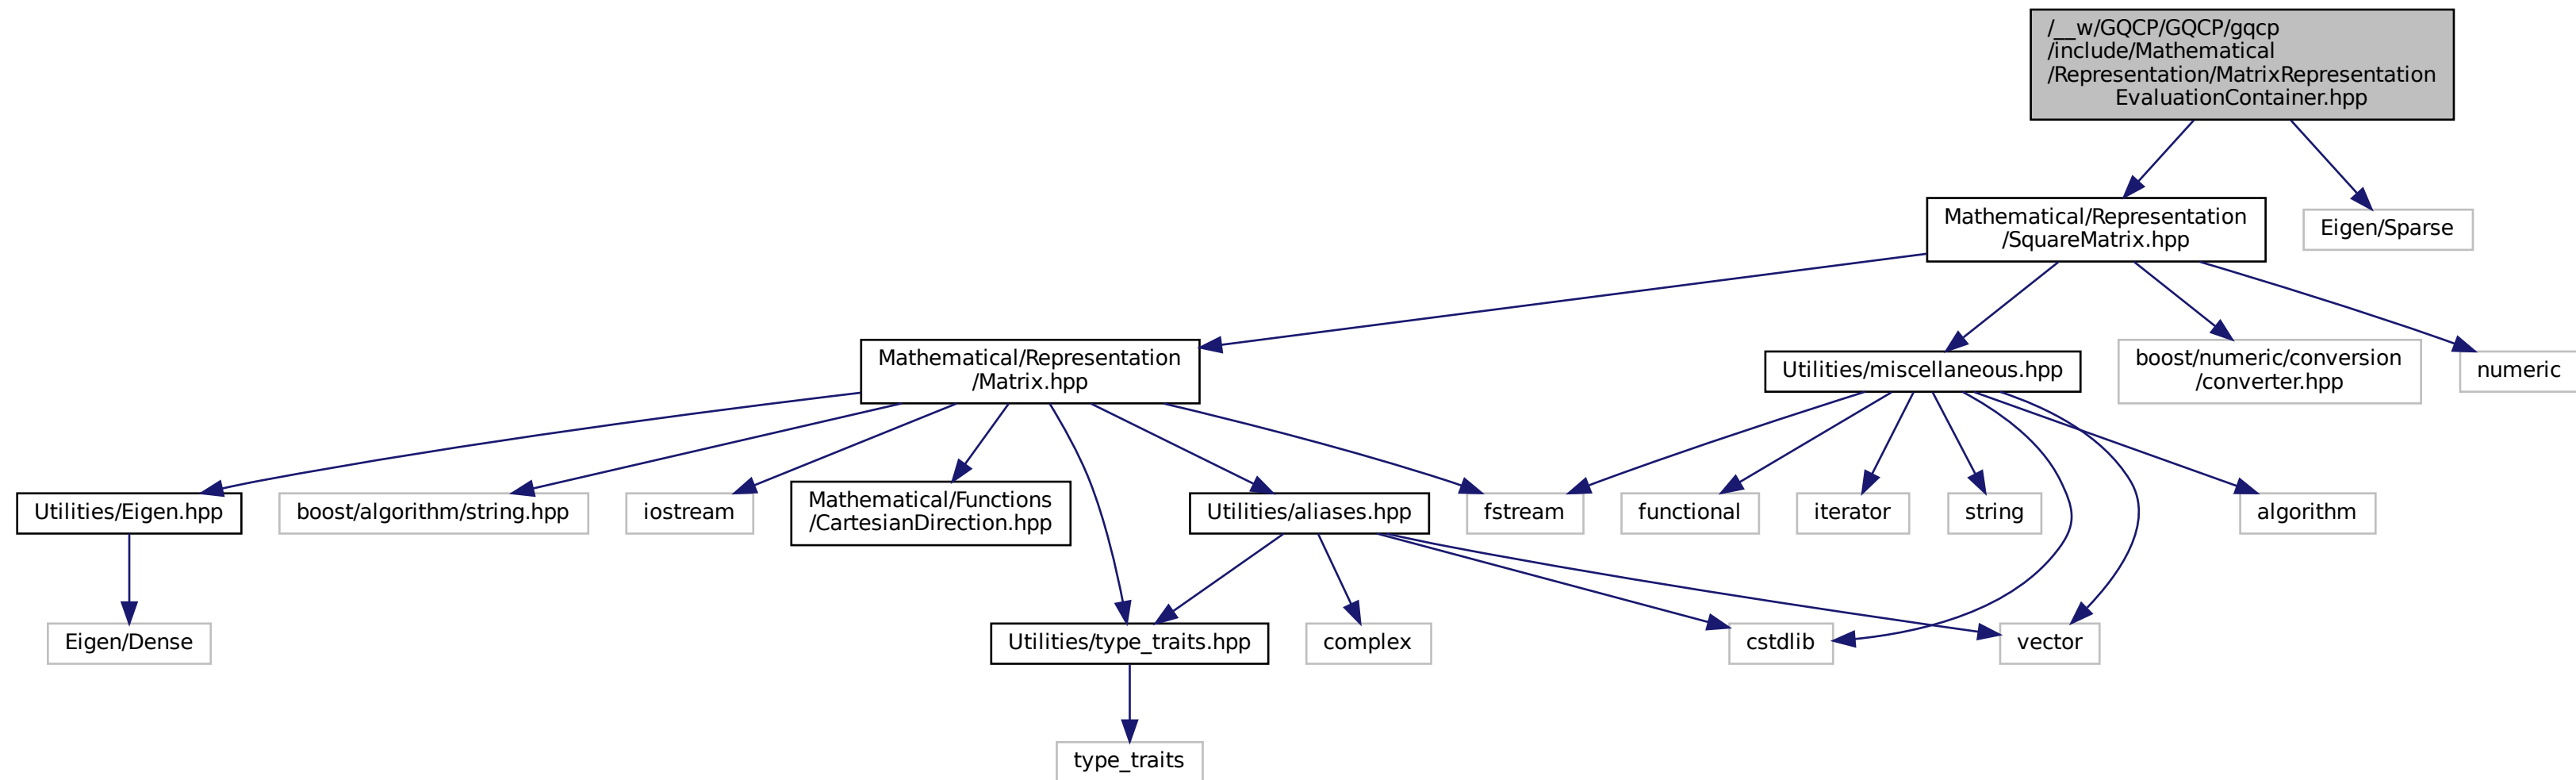 /__w/GQCP/GQCP/gqcp
/include/Mathematical
/Representation/MatrixRepresentation
EvaluationContainer.hpp
Mathematical/Representation
/SquareMatrix.hpp
Eigen/Sparse
Mathematical/Representation
/Matrix.hpp
Utilities/miscellaneous.hpp
boost/numeric/conversion
/converter.hpp
numeric
Utilities/Eigen.hpp
boost/algorithm/string.hpp
iostream
Mathematical/Functions
/CartesianDirection.hpp
Utilities/aliases.hpp
fstream
functional
iterator
string
algorithm
Eigen/Dense
Utilities/type_traits.hpp
complex
cstdlib
vector
type_traits